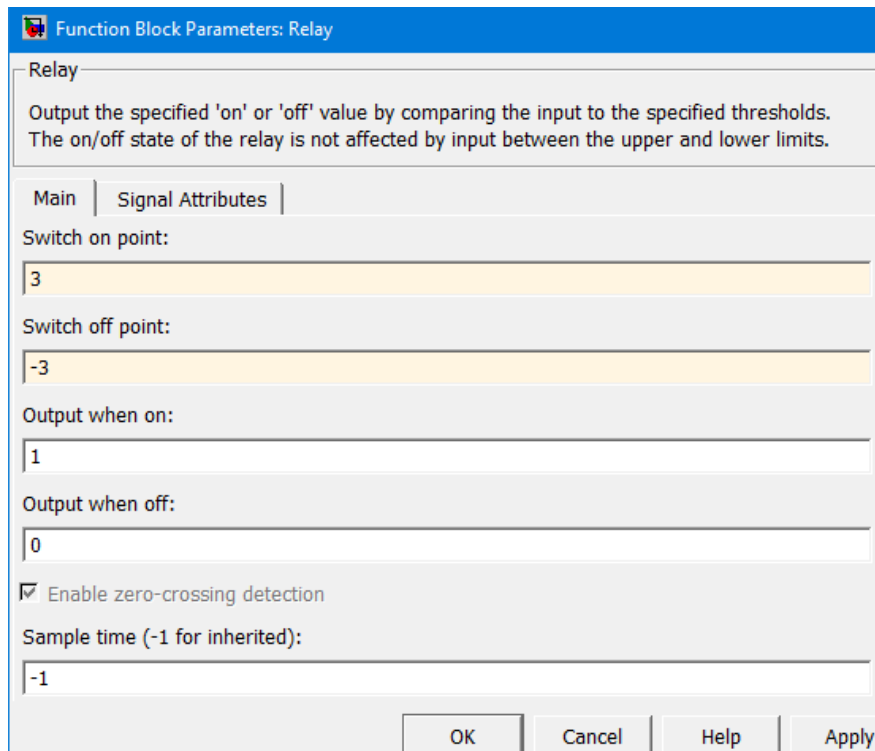 Function Block Parameters: Relay
Relay
Output the specified 'on' or 'off' value by comparing the input to the specified thresholds.
The on/off state of the relay is not affected by input between the upper and lower limits.
Main Signal Attributes
Switch on point:
3
Switch off point:
-3
Output when on:
1
Output when off:
0
Enable zero-crossing detection
Sample time (-1 for inherited):
-1
OK Cancel Help Apply